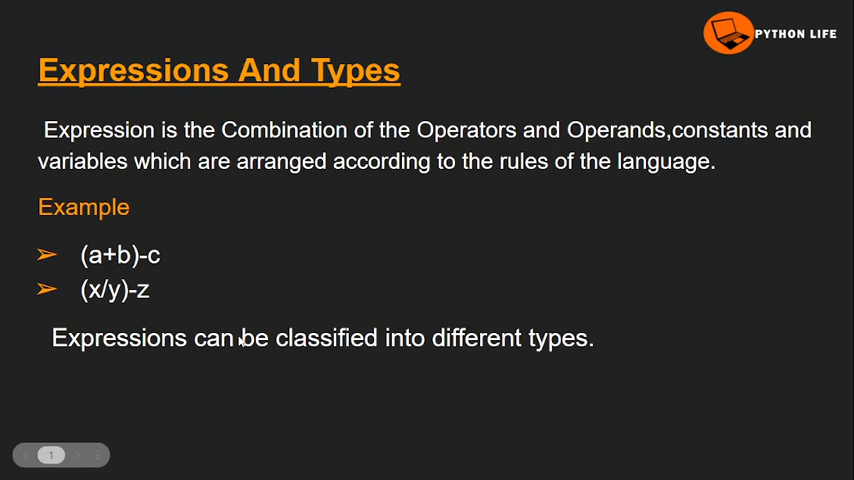 PYTHON LIFE
Expressions And Types
Expression is the Combination of the Operators and Operands,constants and
variables which are arranged according to the rules of the language.
Example
➢ (a+b)-c
➢ (x/y)-z
Expressions can be classified into different types.
1